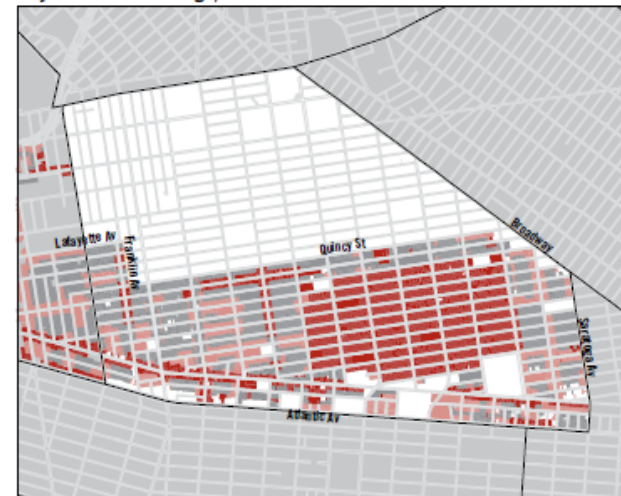 Lafayette Av
Franklin Av
Quincy St
Broadway
Saratoga Av
Atlantic Av